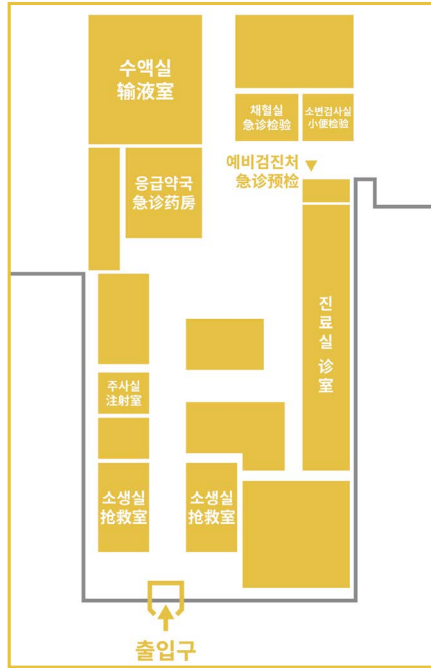 수액실
输液室
채혈실
急诊检验
소변검사실
小便检验
예비검진처
急诊预检
응급약국
急诊药房
진료실 诊室
주사실
注射室
소생실
抢救室
소생실
抢救室
출입구